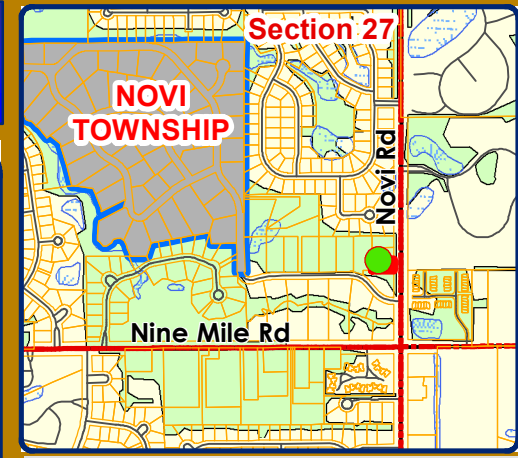 Section 27
NOVI
TOWNSHIP
Novi Rd
Nine Mile Rd